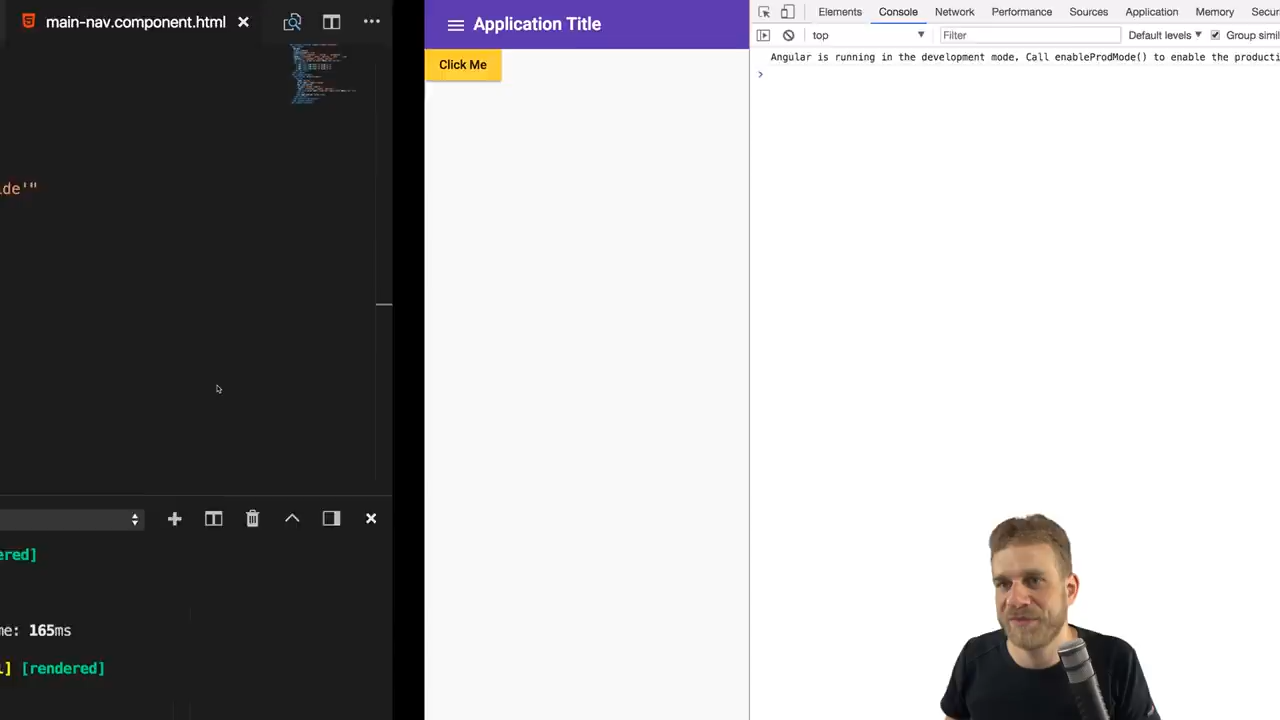 main-nav.component.html
ide'"
ered]
me: 165ms
l] [rendered]
Application Title
Click Me
Elements Console Network Performance Sources Application Memory Secur
top Filter Default levels Group simil
Angular is running in the development mode. Call enableProdMode() to enable the producti